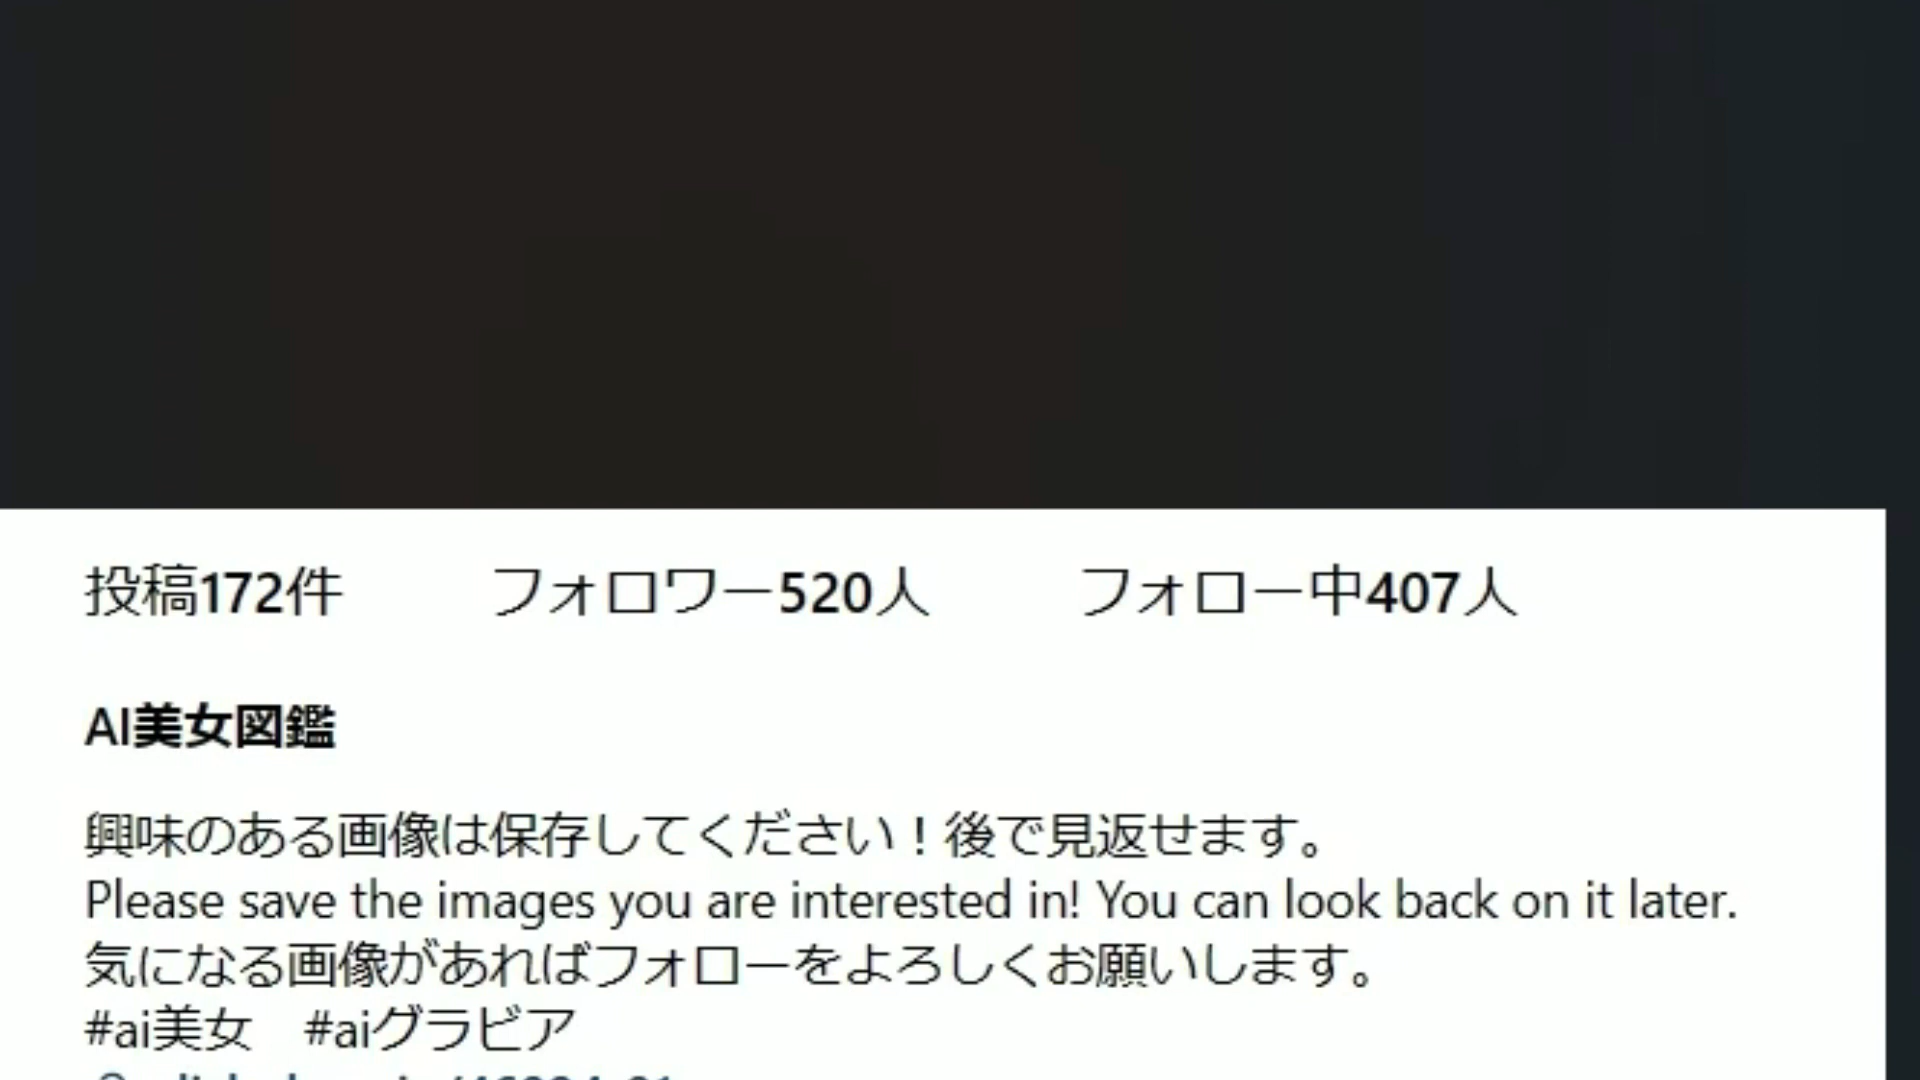 投稿172件 フォロワー520人 フォロー中407人
AI美女図鑑
興味のある画像は保存してください！後で見返せます。
Please save the images you are interested in! You can look back on it later.
気になる画像があればフォローをよろしくお願いします。
#ai美女 #aiグラビア